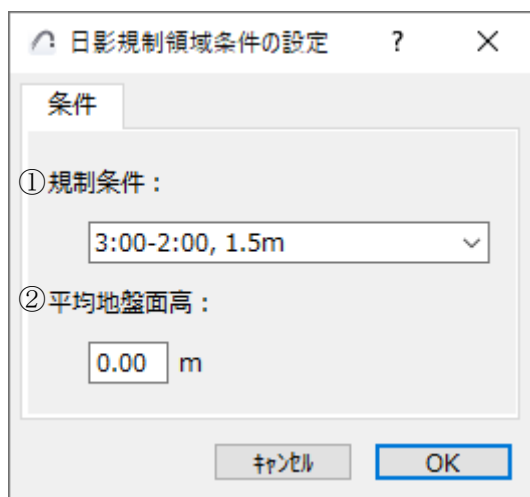 日影規制領域条件の設定 ?
条件
①規制条件：
3:00-2:00, 1.5m
②平均地盤面高：
0.00 m
ｷｬﾝｾﾙ OK